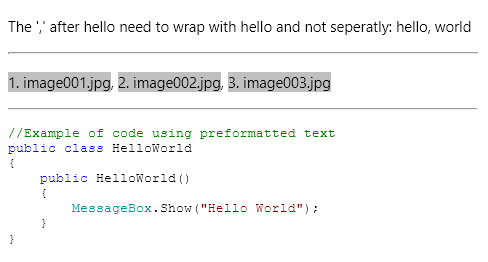 The ',' after hello need to wrap with hello and not seperatly: hello, world
1. image001.jpg, 2. image002.jpg, 3. image003.jpg
//Example of code using preformatted text
public class HelloWorld
{
    public HelloWorld()
    {
        MessageBox.Show("Hello World");
    }
}